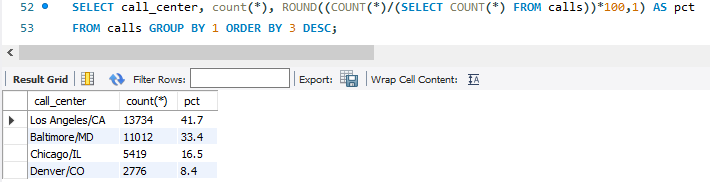 52 SELECT call_center, count(*), ROUND((COUNT(*)/(SELECT COUNT(*) FROM calls))*100,1) AS pct
53 FROM calls GROUP BY 1 ORDER BY 3 DESC;
Result Grid Filter Rows: Export: Wrap Cell Content:
call_center count(*) pct
Los Angeles/CA 13734 41.7
Baltimore/MD 11012 33.4
Chicago/IL 5419 16.5
Denver/CO 2776 8.4